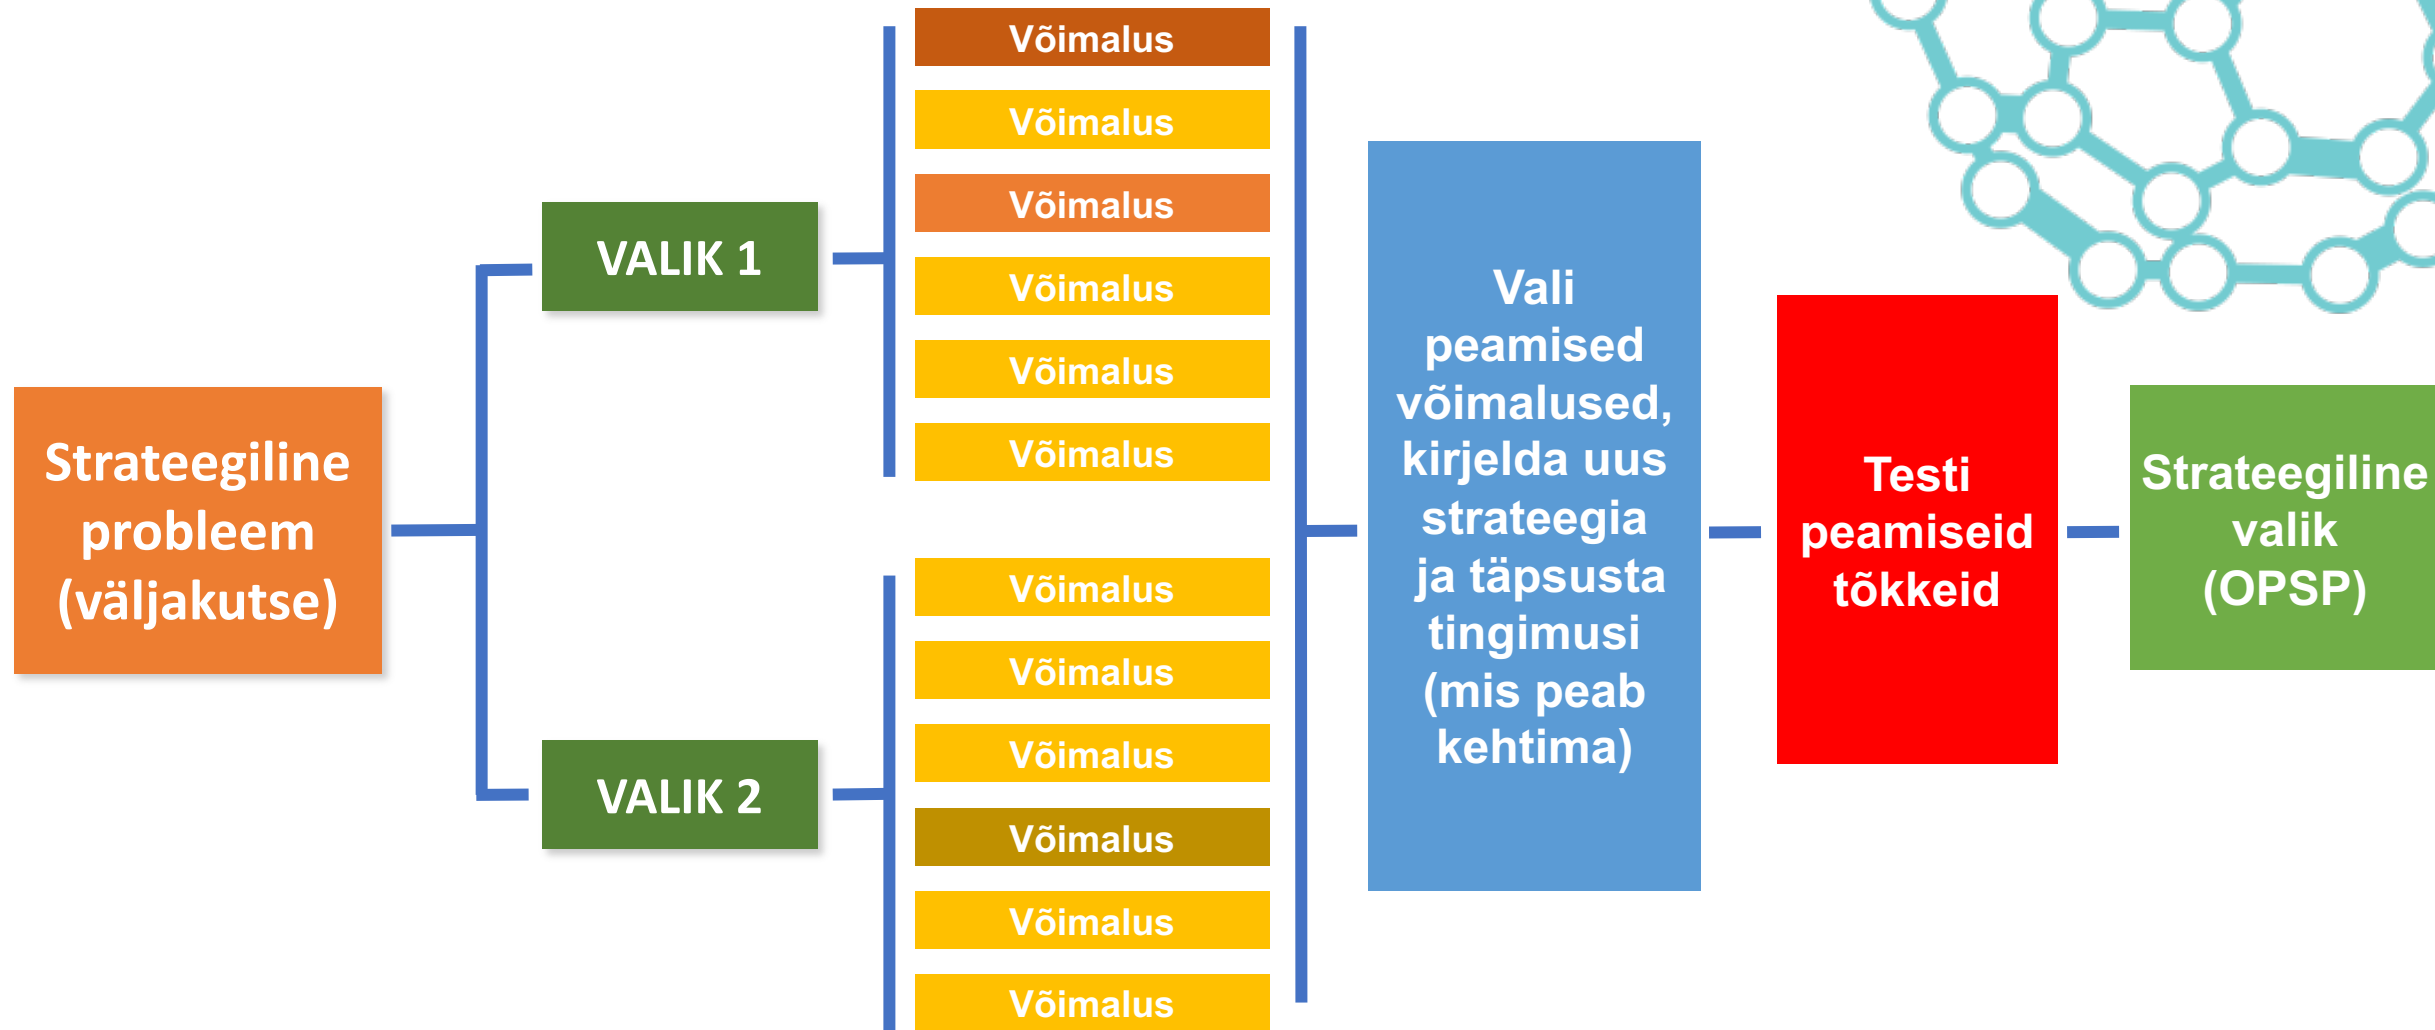 Strateegiline
probleem
(väljakutse)
VALIK 1
VALIK 2
Võimalus
Võimalus
Võimalus
Võimalus
Võimalus
Võimalus
Võimalus
Võimalus
Võimalus
Võimalus
Võimalus
Võimalus
Vali
peamised
võimalused,
kirjelda uus
strateegia
ja täpsusta
tingimusi
(mis peab
kehtima)
Testi
peamiseid
tõkkeid
Strateegiline
valik
(OPSP)